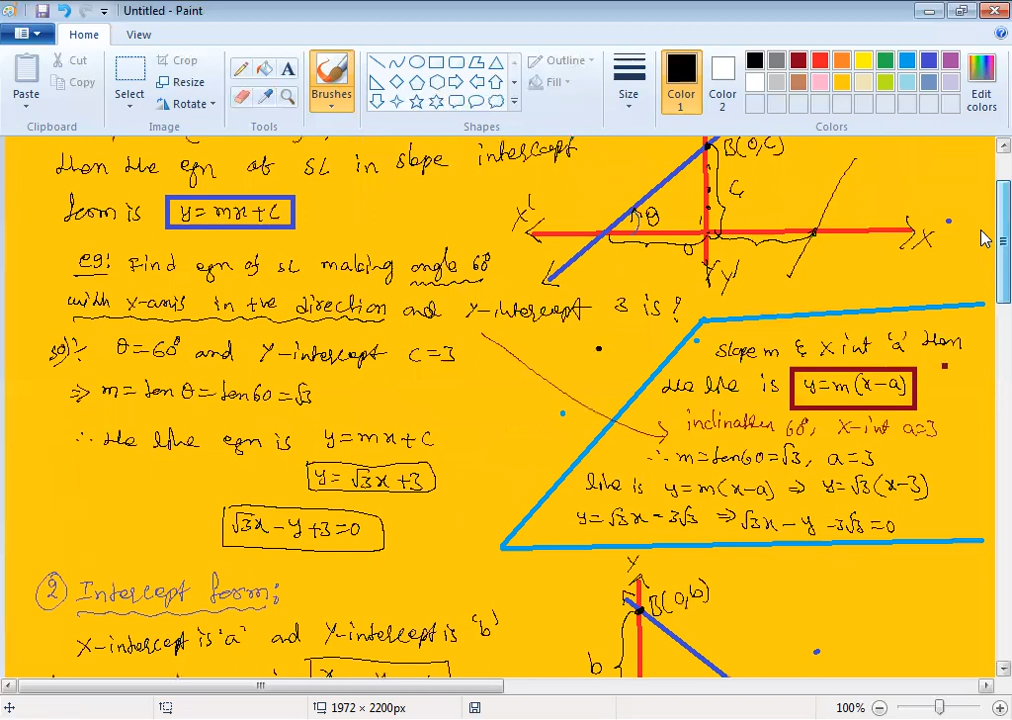 Untitled - Paint
Home View
Paste
Cut
Copy
Clipboard
Select
Crop
Resize
Rotate
Image
Tools
Brushes
Outline
Fill
Shapes
Size
Color 1
Color 2
Edit colors
Colors
then the eqn of SL in slope intercept
form is y = mx + c
B(0,c)
c
θ
X'
O
X
Y'
eg: Find eqn of SL making angle 60°
with x-axis in +ve direction and Y-intercept 3 is?
sol: θ = 60° and Y-intercept c = 3
⇒ m = tan θ = tan 60 = √3
∴ the line eqn is y = mx + c
y = √3x + 3
√3x - y + 3 = 0
slope m & X int 'a' then
the line is y = m(x-a)
inclination 60°, X-int a=3
∴ m = tan 60 = √3, a = 3
line is y = m(x-a) ⇒ y = √3(x-3)
y = √3x - 3√3 ⇒ √3x - y - 3√3 = 0
② Intercept form:
X-intercept is 'a' and Y-intercept is 'b'
Y
B(0,b)
b
1972 × 2200px
100%